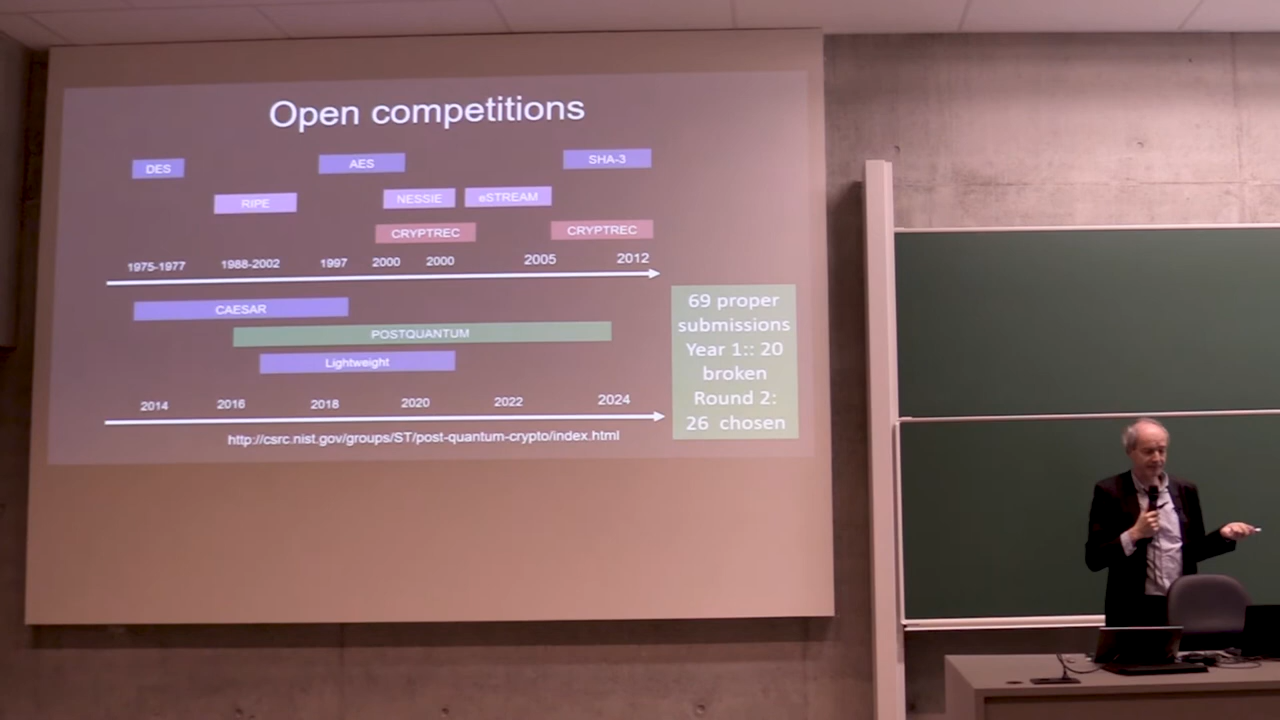 Open competitions
DES
AES
SHA-3
RIPE
NESSIE
eSTREAM
CRYPTREC
CRYPTREC
1975-1977
1988-2002
1997
2000
2000
2005
2012
CAESAR
POSTQUANTUM
Lightweight
2014
2016
2018
2020
2022
2024
http://csrc.nist.gov/groups/ST/post-quantum-crypto/index.html
69 proper
submissions
Year 1:: 20
broken
Round 2:
26 chosen